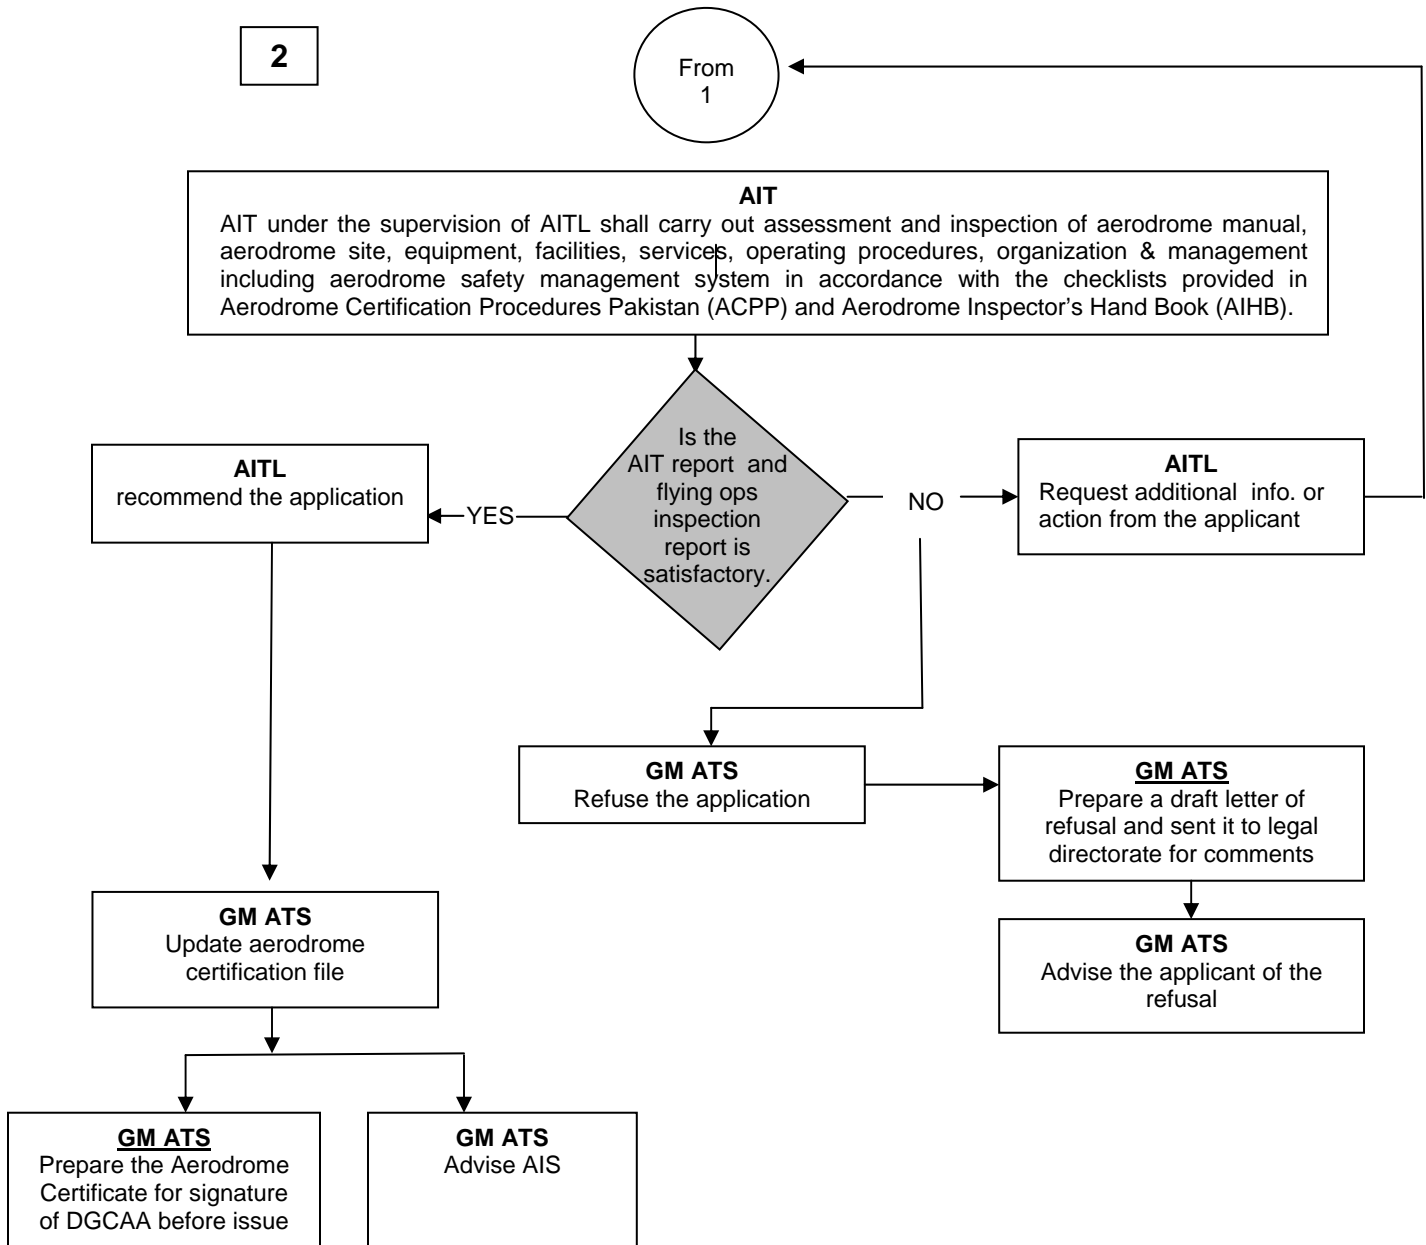 2
From
1
AIT
AIT under the supervision of AITL shall carry out assessment and inspection of aerodrome manual,
aerodrome site, equipment, facilities, services, operating procedures, organization & management
including aerodrome safety management system in accordance with the checklists provided in
Aerodrome Certification Procedures Pakistan (ACPP) and Aerodrome Inspector’s Hand Book (AIHB).
Is the
AIT report and
flying ops
inspection
report is
satisfactory.
YES
AITL
recommend the application
NO
AITL
Request additional info. or
action from the applicant
GM ATS
Refuse the application
GM ATS
Prepare a draft letter of
refusal and sent it to legal
directorate for comments
GM ATS
Advise the applicant of the
refusal
GM ATS
Update aerodrome
certification file
GM ATS
Prepare the Aerodrome
Certificate for signature
of DGCAA before issue
GM ATS
Advise AIS